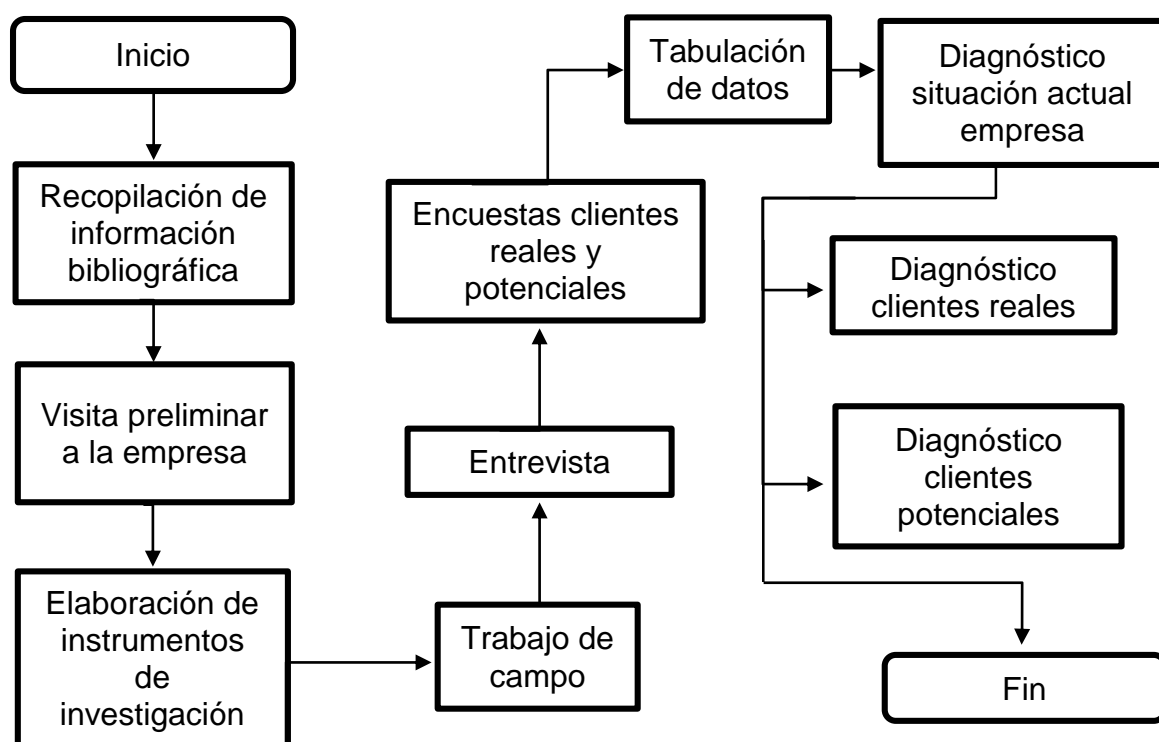 Inicio
Recopilación de
información
bibliográfica
Visita preliminar
a la empresa
Elaboración de
instrumentos
de
investigación
Trabajo de
campo
Entrevista
Encuestas clientes
reales y
potenciales
Tabulación
de datos
Diagnóstico
situación actual
empresa
Diagnóstico
clientes reales
Diagnóstico
clientes
potenciales
Fin